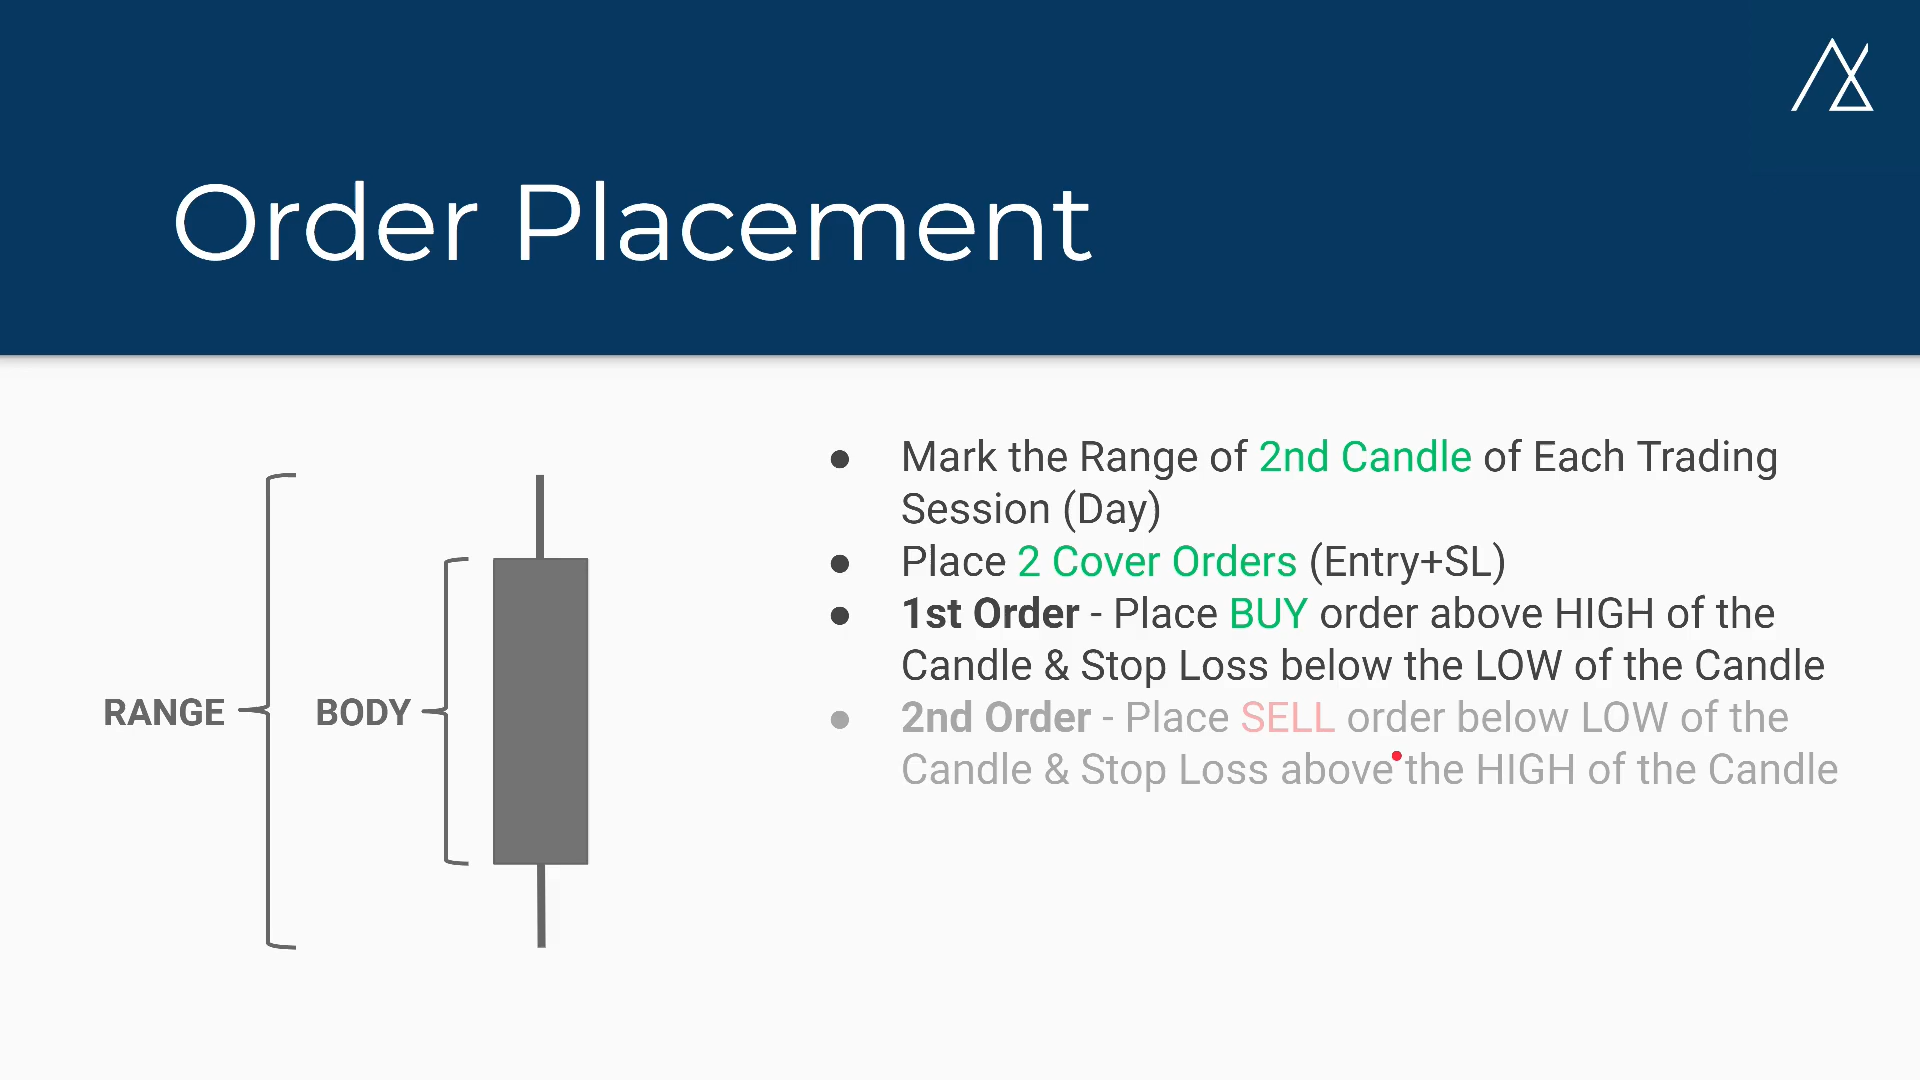 Order Placement
Mark the Range of 2nd Candle of Each Trading
Session (Day)
Place 2 Cover Orders (Entry+SL)
1st Order - Place BUY order above HIGH of the
Candle & Stop Loss below the LOW of the Candle
2nd Order - Place SELL order below LOW of the
Candle & Stop Loss above the HIGH of the Candle
RANGE
BODY